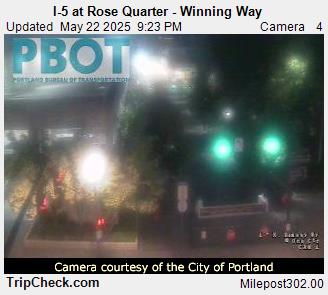 I-5 at Rose Quarter - Winning Way
Updated May 22 2025 9:23 PM Camera 4
PBOT
PORTLAND BUREAU OF TRANSPORTATION
Camera courtesy of the City of Portland
TripCheck.com Milepost302.00